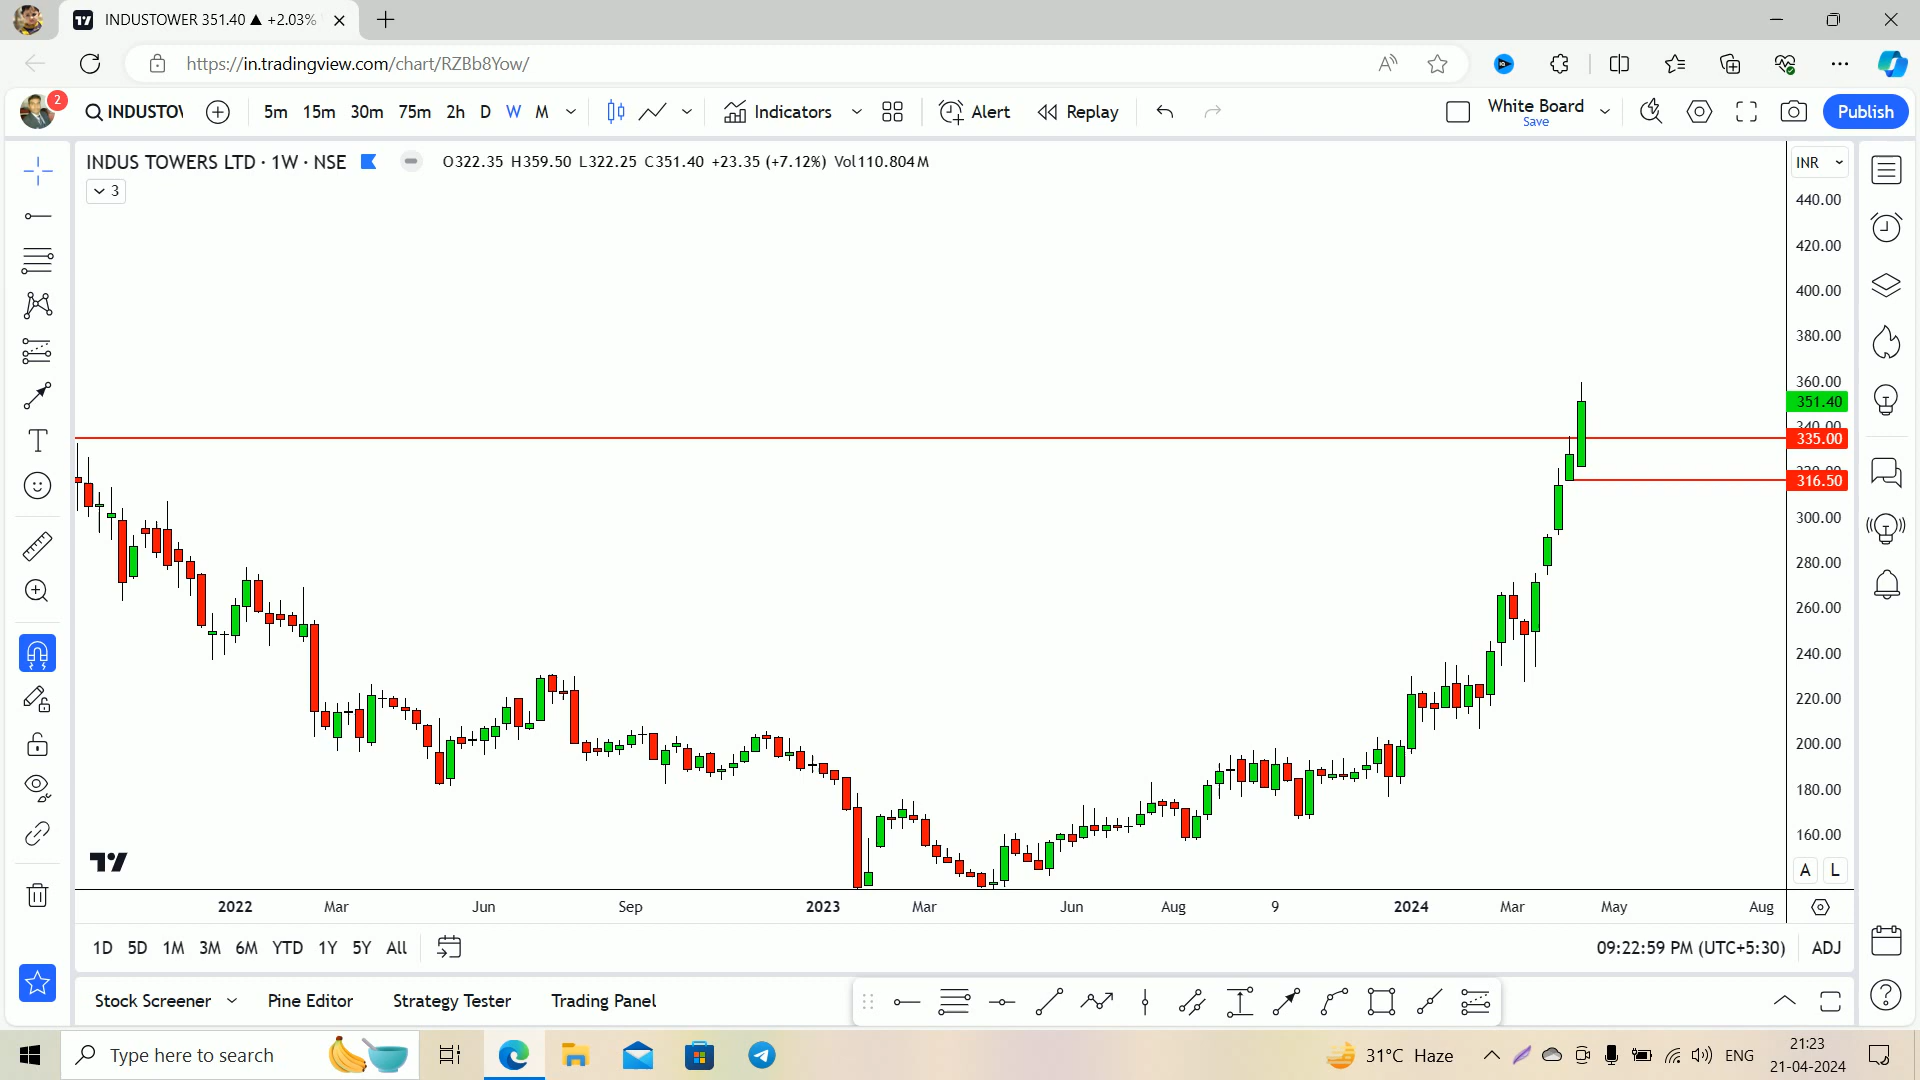 INDUSTOWER 351.40 ▲ +2.03%
https://in.tradingview.com/chart/RZBb8Yow/
2
INDUSTOW
5m 15m 30m 75m 2h D W M
Indicators
Alert
Replay
White Board
Save
Publish
INDUS TOWERS LTD · 1W · NSE
O322.35 H359.50 L322.25 C351.40 +23.35 (+7.12%) Vol110.804M
INR
3
440.00
420.00
400.00
380.00
360.00
351.40
340.00
335.00
320.00
316.50
300.00
280.00
260.00
240.00
220.00
200.00
180.00
160.00
A L
2022 Mar Jun Sep 2023 Mar Jun Aug 9 2024 Mar May Aug
1D 5D 1M 3M 6M YTD 1Y 5Y All
09:22:59 PM (UTC+5:30) ADJ
Stock Screener Pine Editor Strategy Tester Trading Panel
Type here to search
31°C Haze
ENG
21:23
21-04-2024